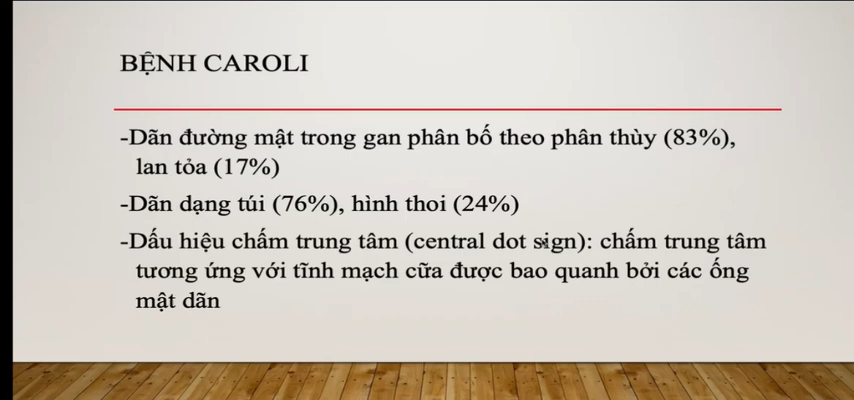 BỆNH CAROLI
-Dãn đường mật trong gan phân bố theo phân thùy (83%),
lan tỏa (17%)
-Dãn dạng túi (76%), hình thoi (24%)
-Dấu hiệu chấm trung tâm (central dot sign): chấm trung tâm
tương ứng với tĩnh mạch cữa được bao quanh bởi các ống
mật dãn